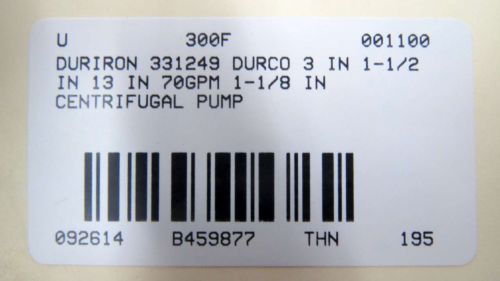 U 300F 001100
DURIRON 331249 DURCO 3 IN 1-1/2
IN 13 IN 70GPM 1-1/8 IN
CENTRIFUGAL PUMP
092614 B459877 THN 195